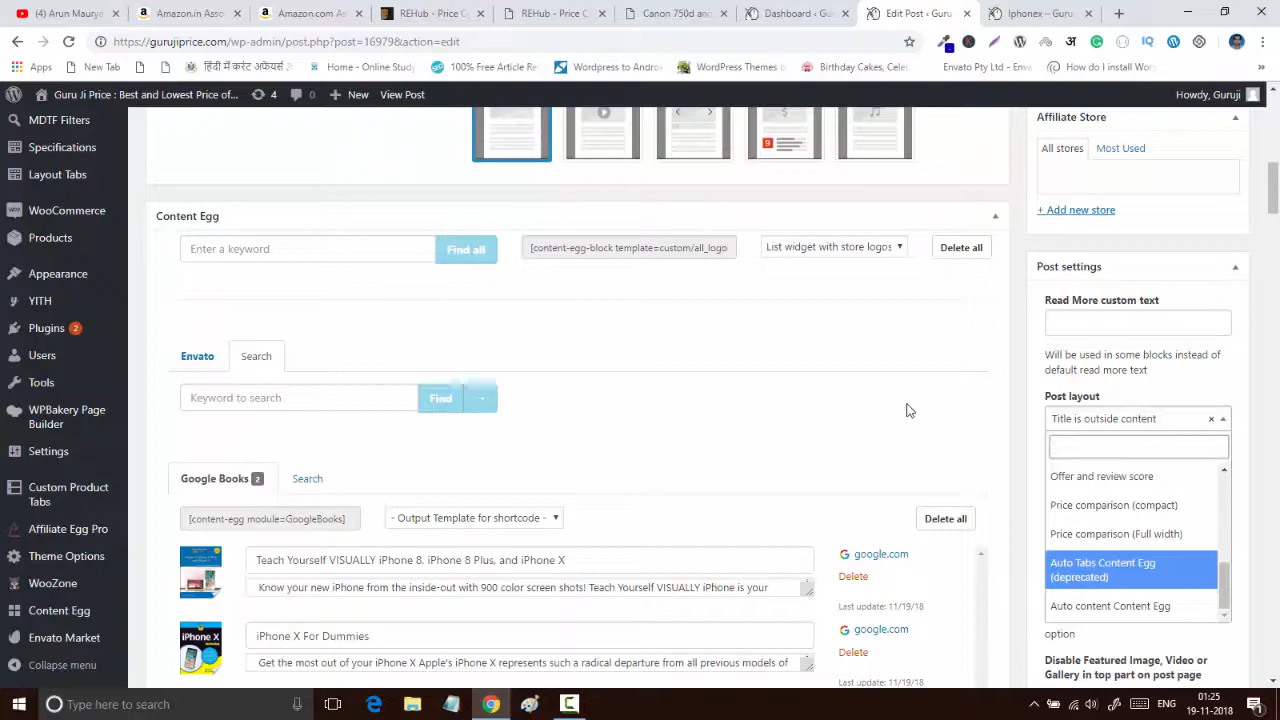 Arun Maurya
Amazon.in Asso
Amazon.com As
REHub - Price C
REHub - Price C
Canon 750d and
Dashboard - Gu
Edit Post ‹ Guru
Iphonex – Guru
https://gurujiprice.com/wp-admin/post.php?post=16979&action=edit
Apps
New Tab
हिंदी में करंट अफेयर्स
Home - Online Study
100% Free Article Re
Wordpress to Andro
WordPress Themes b
Birthday Cakes, Cele
Envato Pty Ltd - Enva
How do I install Wor
»
Guru Ji Price : Best and Lowest Price of...
4
0
New
View Post
Howdy, Guruji
MDTF Filters
Specifications
Layout Tabs
WooCommerce
Products
Appearance
YITH
Plugins 2
Users
Tools
WPBakery Page
Builder
Settings
Custom Product
Tabs
Affiliate Egg Pro
Theme Options
WooZone
Content Egg
Envato Market
Collapse menu
9
Content Egg
Enter a keyword
Find all
[content-egg-block template=custom/all_logo
List widget with store logos
Delete all
Envato
Search
Keyword to search
Find
→
Google Books 2
Search
[content-egg module=GoogleBooks]
- Output Template for shortcode -
Delete all
Teach Yourself VISUALLY iPhone 8, iPhone 8 Plus, and iPhone X
google.com
Know your new iPhone from the inside-out with 900 color screen shots! Teach Yourself VISUALLY iPhone is your
Delete
Last update: 11/19/18
iPhone X For Dummies
google.com
Get the most out of your iPhone X Apple's iPhone X represents such a radical departure from all previous models of
Delete
Last update: 11/19/18
Affiliate Store
All stores
Most Used
+ Add new store
Post settings
Read More custom text
Will be used in some blocks instead of
default read more text
Post layout
Title is outside content
×
Offer and review score
Price comparison (compact)
Price comparison (Full width)
Auto Tabs Content Egg
(deprecated)
Auto content Content Egg
option
Disable Featured Image, Video or
Gallery in top part on post page
Type here to search
ENG
01:25
19-11-2018